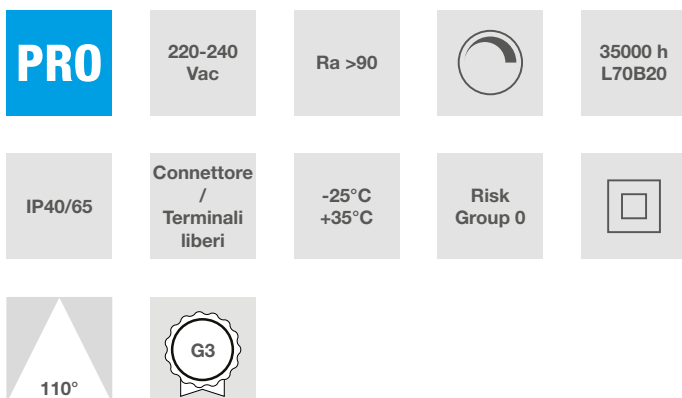 PRO
220-240
Vac
Ra >90
35000 h
L70B20
IP40/65
Connettore
/
Terminali
liberi
-25°C
+35°C
Risk
Group 0
110°
G3